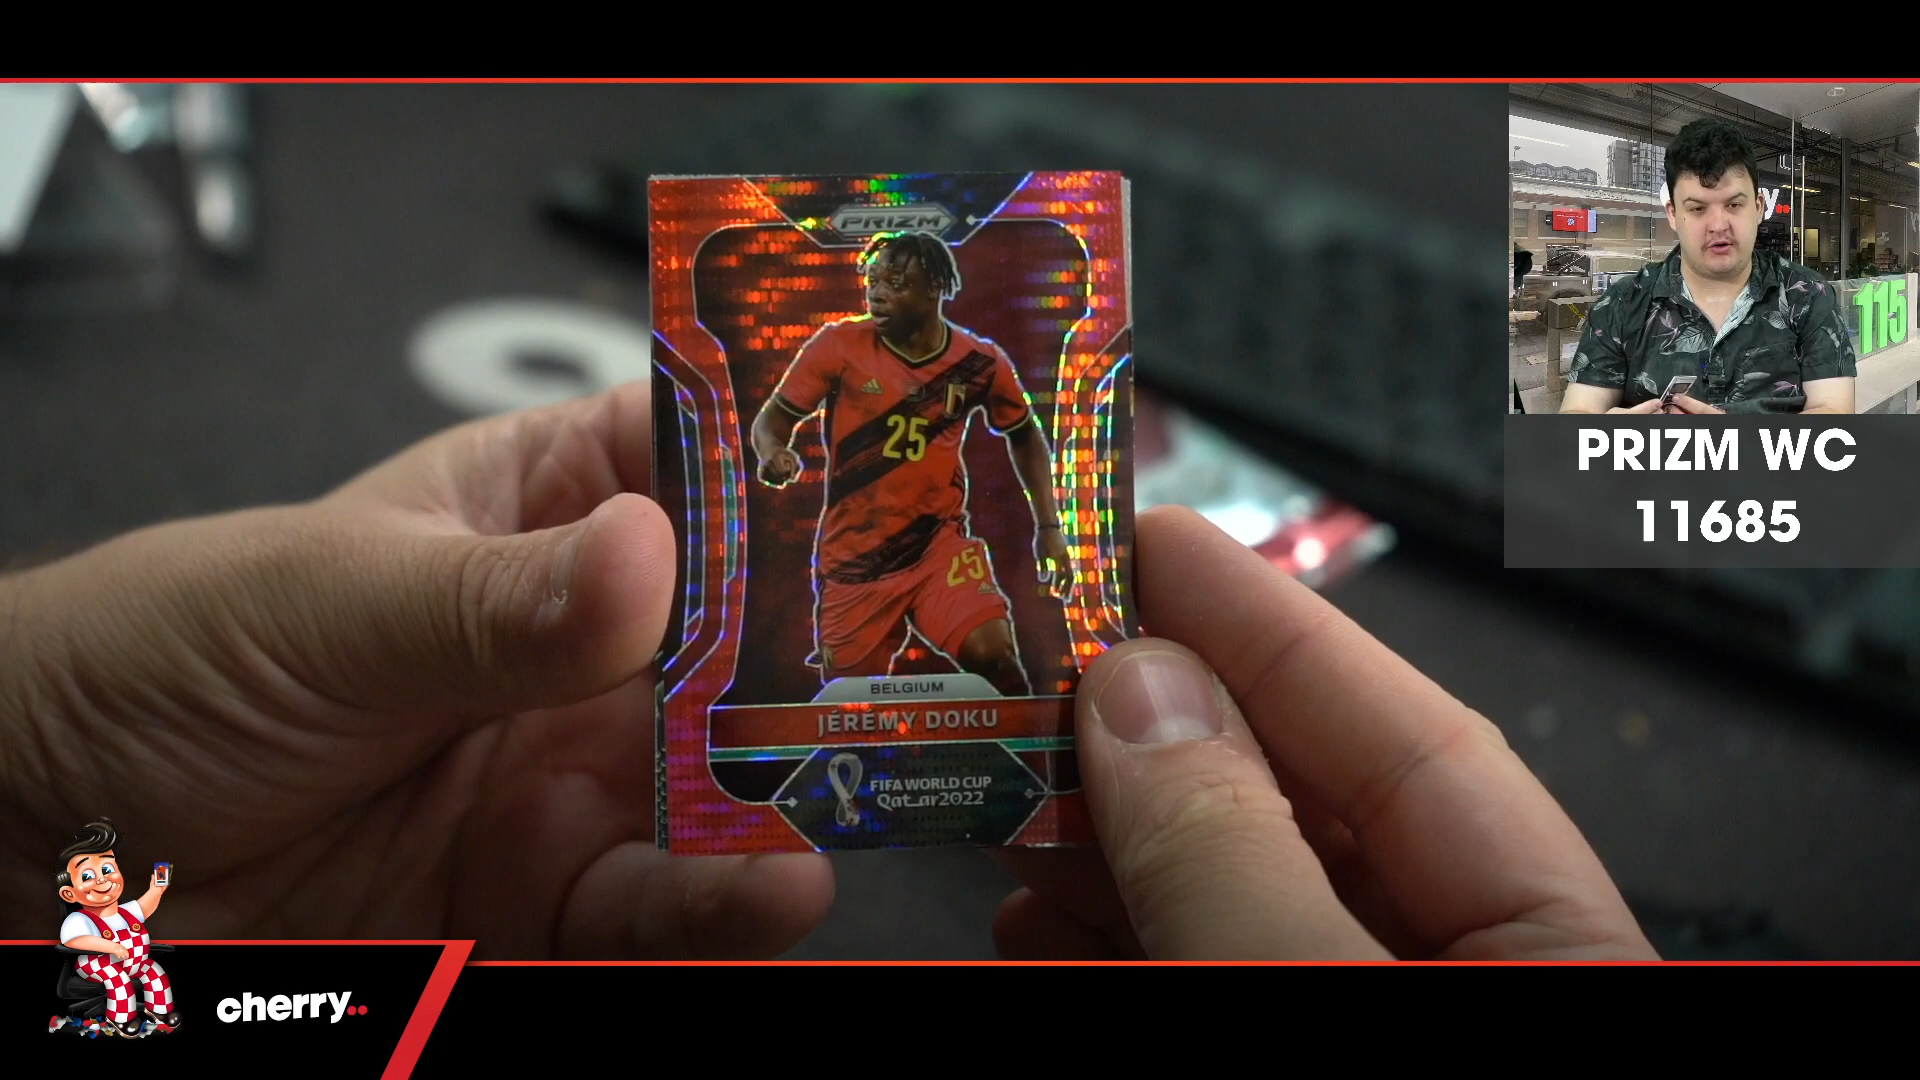 PRIZM
25
25
BELGIUM
JÉRÉMY DOKU
FIFA WORLD CUP
Qatar2022
115
PRIZM WC
11685
cherry..